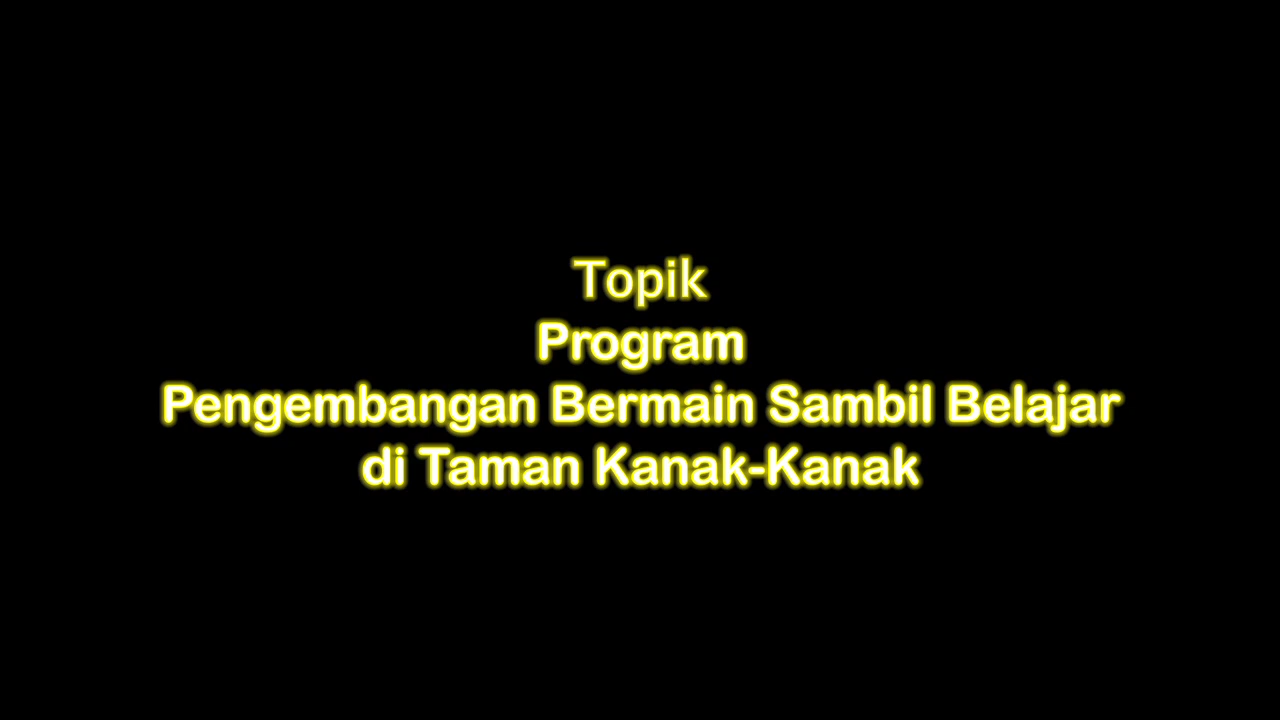 Topik
Program
Pengembangan Bermain Sambil Belajar
di Taman Kanak-Kanak